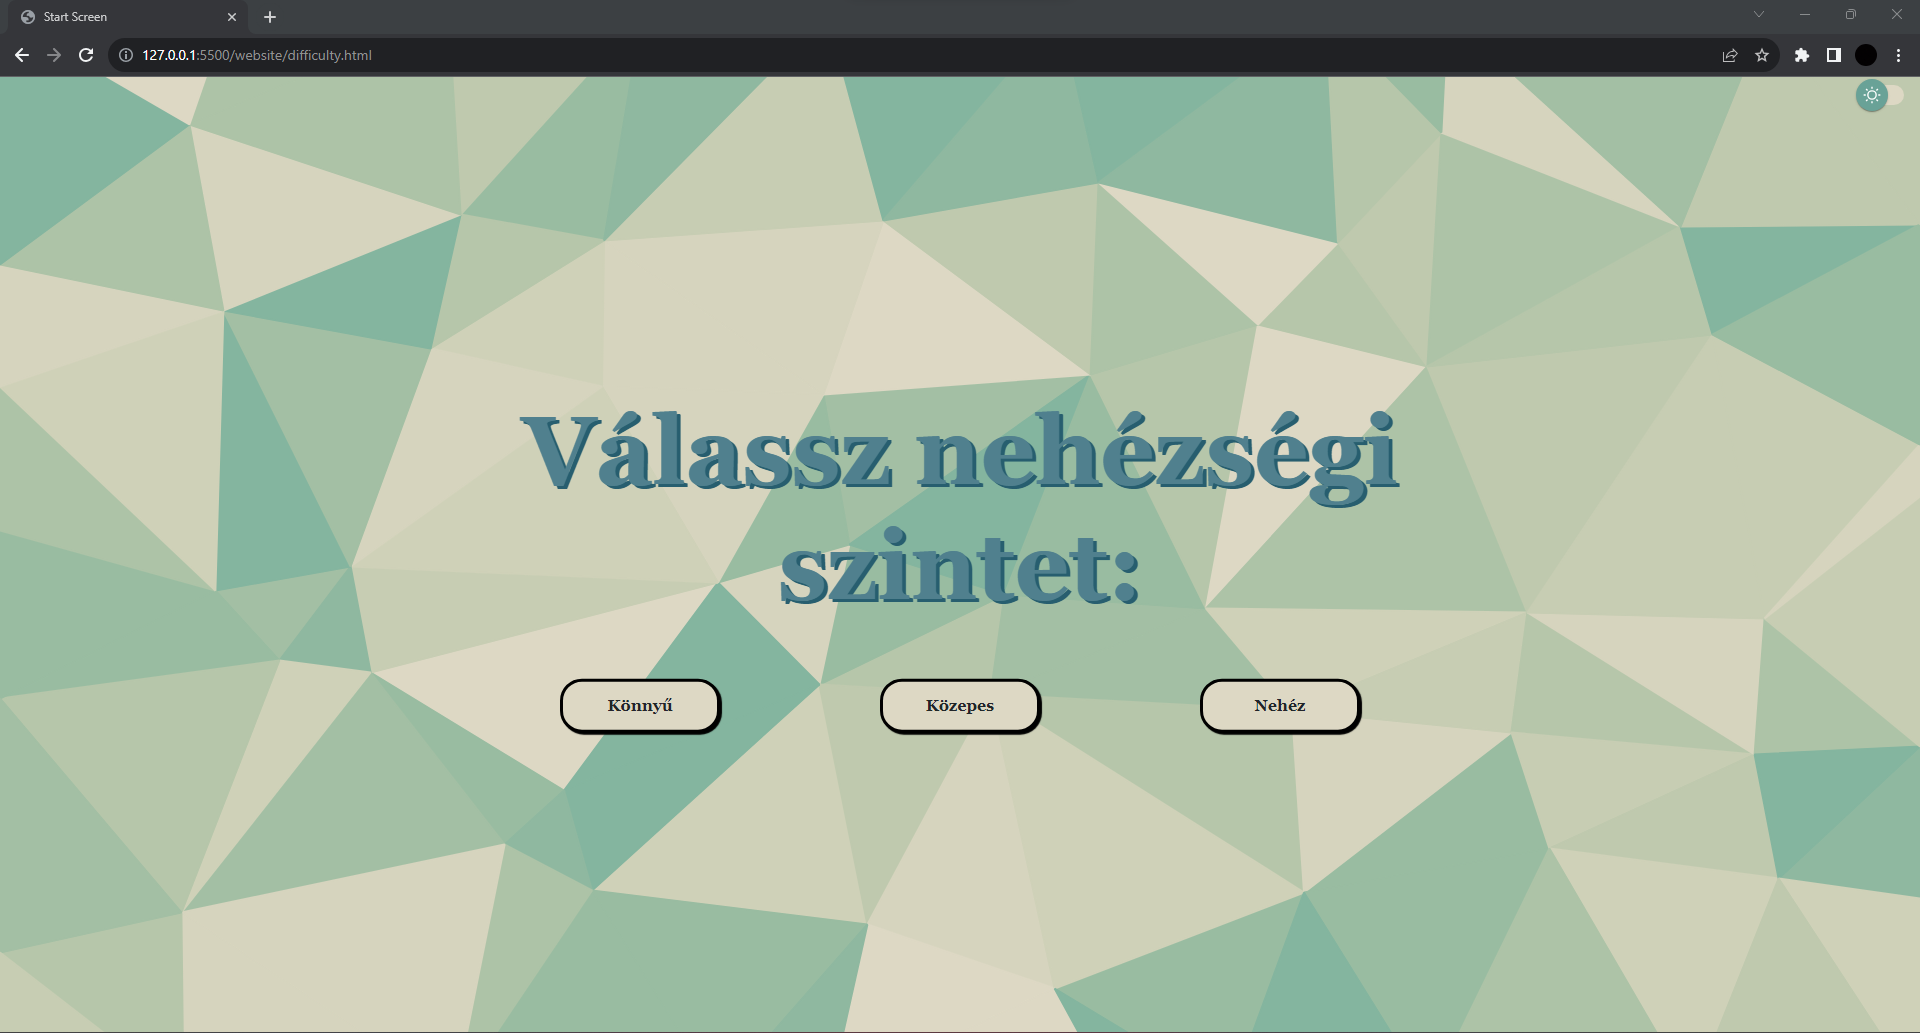 Start Screen
127.0.0.1:5500/website/difficulty.html
Válassz nehézségi
szintet:
Könnyű
Közepes
Nehéz